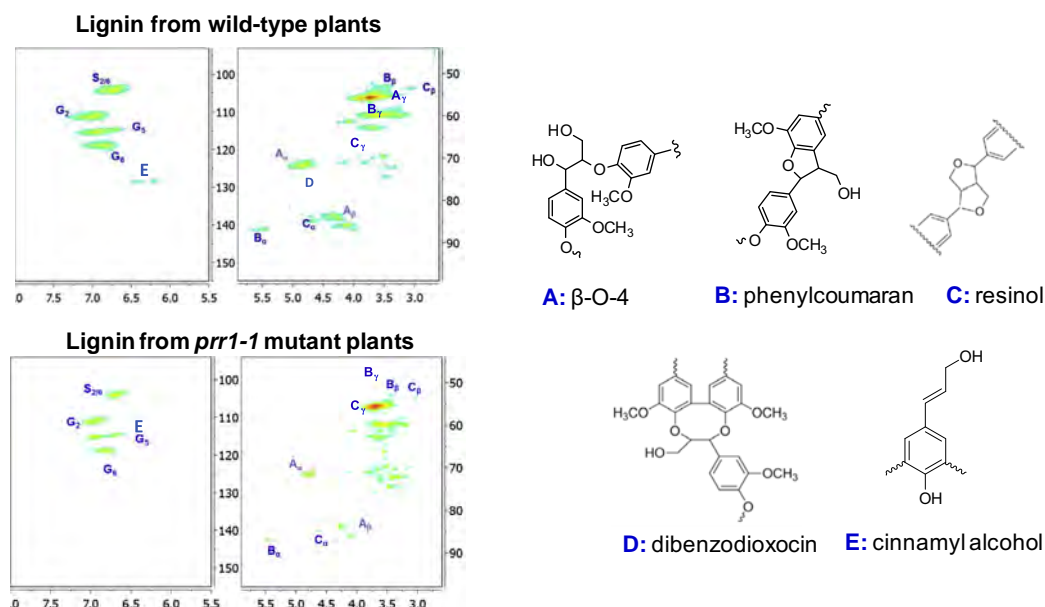 Lignin from wild-type plants
S2/6
G2
G5
G6
E
100
110
120
130
140
150
.0 7.5 7.0 6.5 6.0 5.5
Bβ
Cβ
Aγ
Bγ
Cγ
Aα
D
Aβ
Cα
Bα
50
60
70
80
90
5.5 5.0 4.5 4.0 3.5 3.0
Lignin from prr1-1 mutant plants
S2/6
G2
E
G5
G6
100
110
120
130
140
150
.0 7.5 7.0 6.5 6.0 5.5
Bγ
Bβ
Cβ
Cγ
Aα
Aβ
Cα
Bα
50
60
70
80
90
5.5 5.0 4.5 4.0 3.5 3.0
HO
HO
O
H3CO
OCH3
O
A: β-O-4
H3CO
O
OH
O
OCH3
B: phenylcoumaran
O
O
C: resinol
H3CO
OCH3
O
O
HO
OCH3
O
D: dibenzodioxocin
OH
OH
E: cinnamyl alcohol